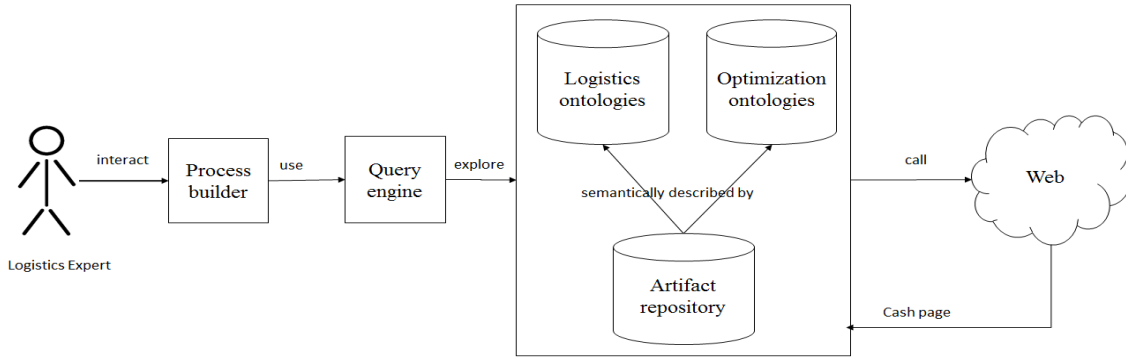 Logistics
ontologies
Optimization
ontologies
interact
Process
builder
use
Query
engine
explore
semantically described by
call
Web
Logistics Expert
Artifact
repository
Cash page